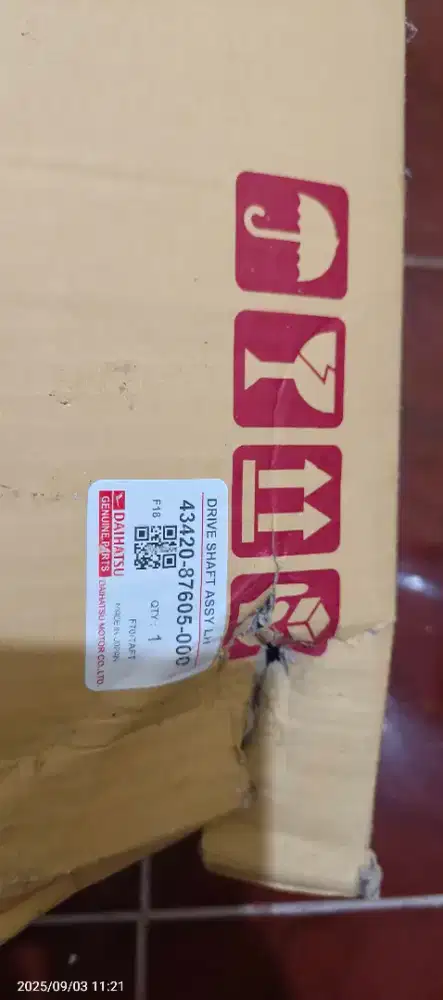 DRIVE SHAFT ASSY LH
43420-87605-000
F18
QTY : 1
F70/TAFT
DAIHATSU
GENUINE PARTS
MADE IN JAPAN
DAIHATSU MOTOR CO.,LTD.
2025/09/03 11:21